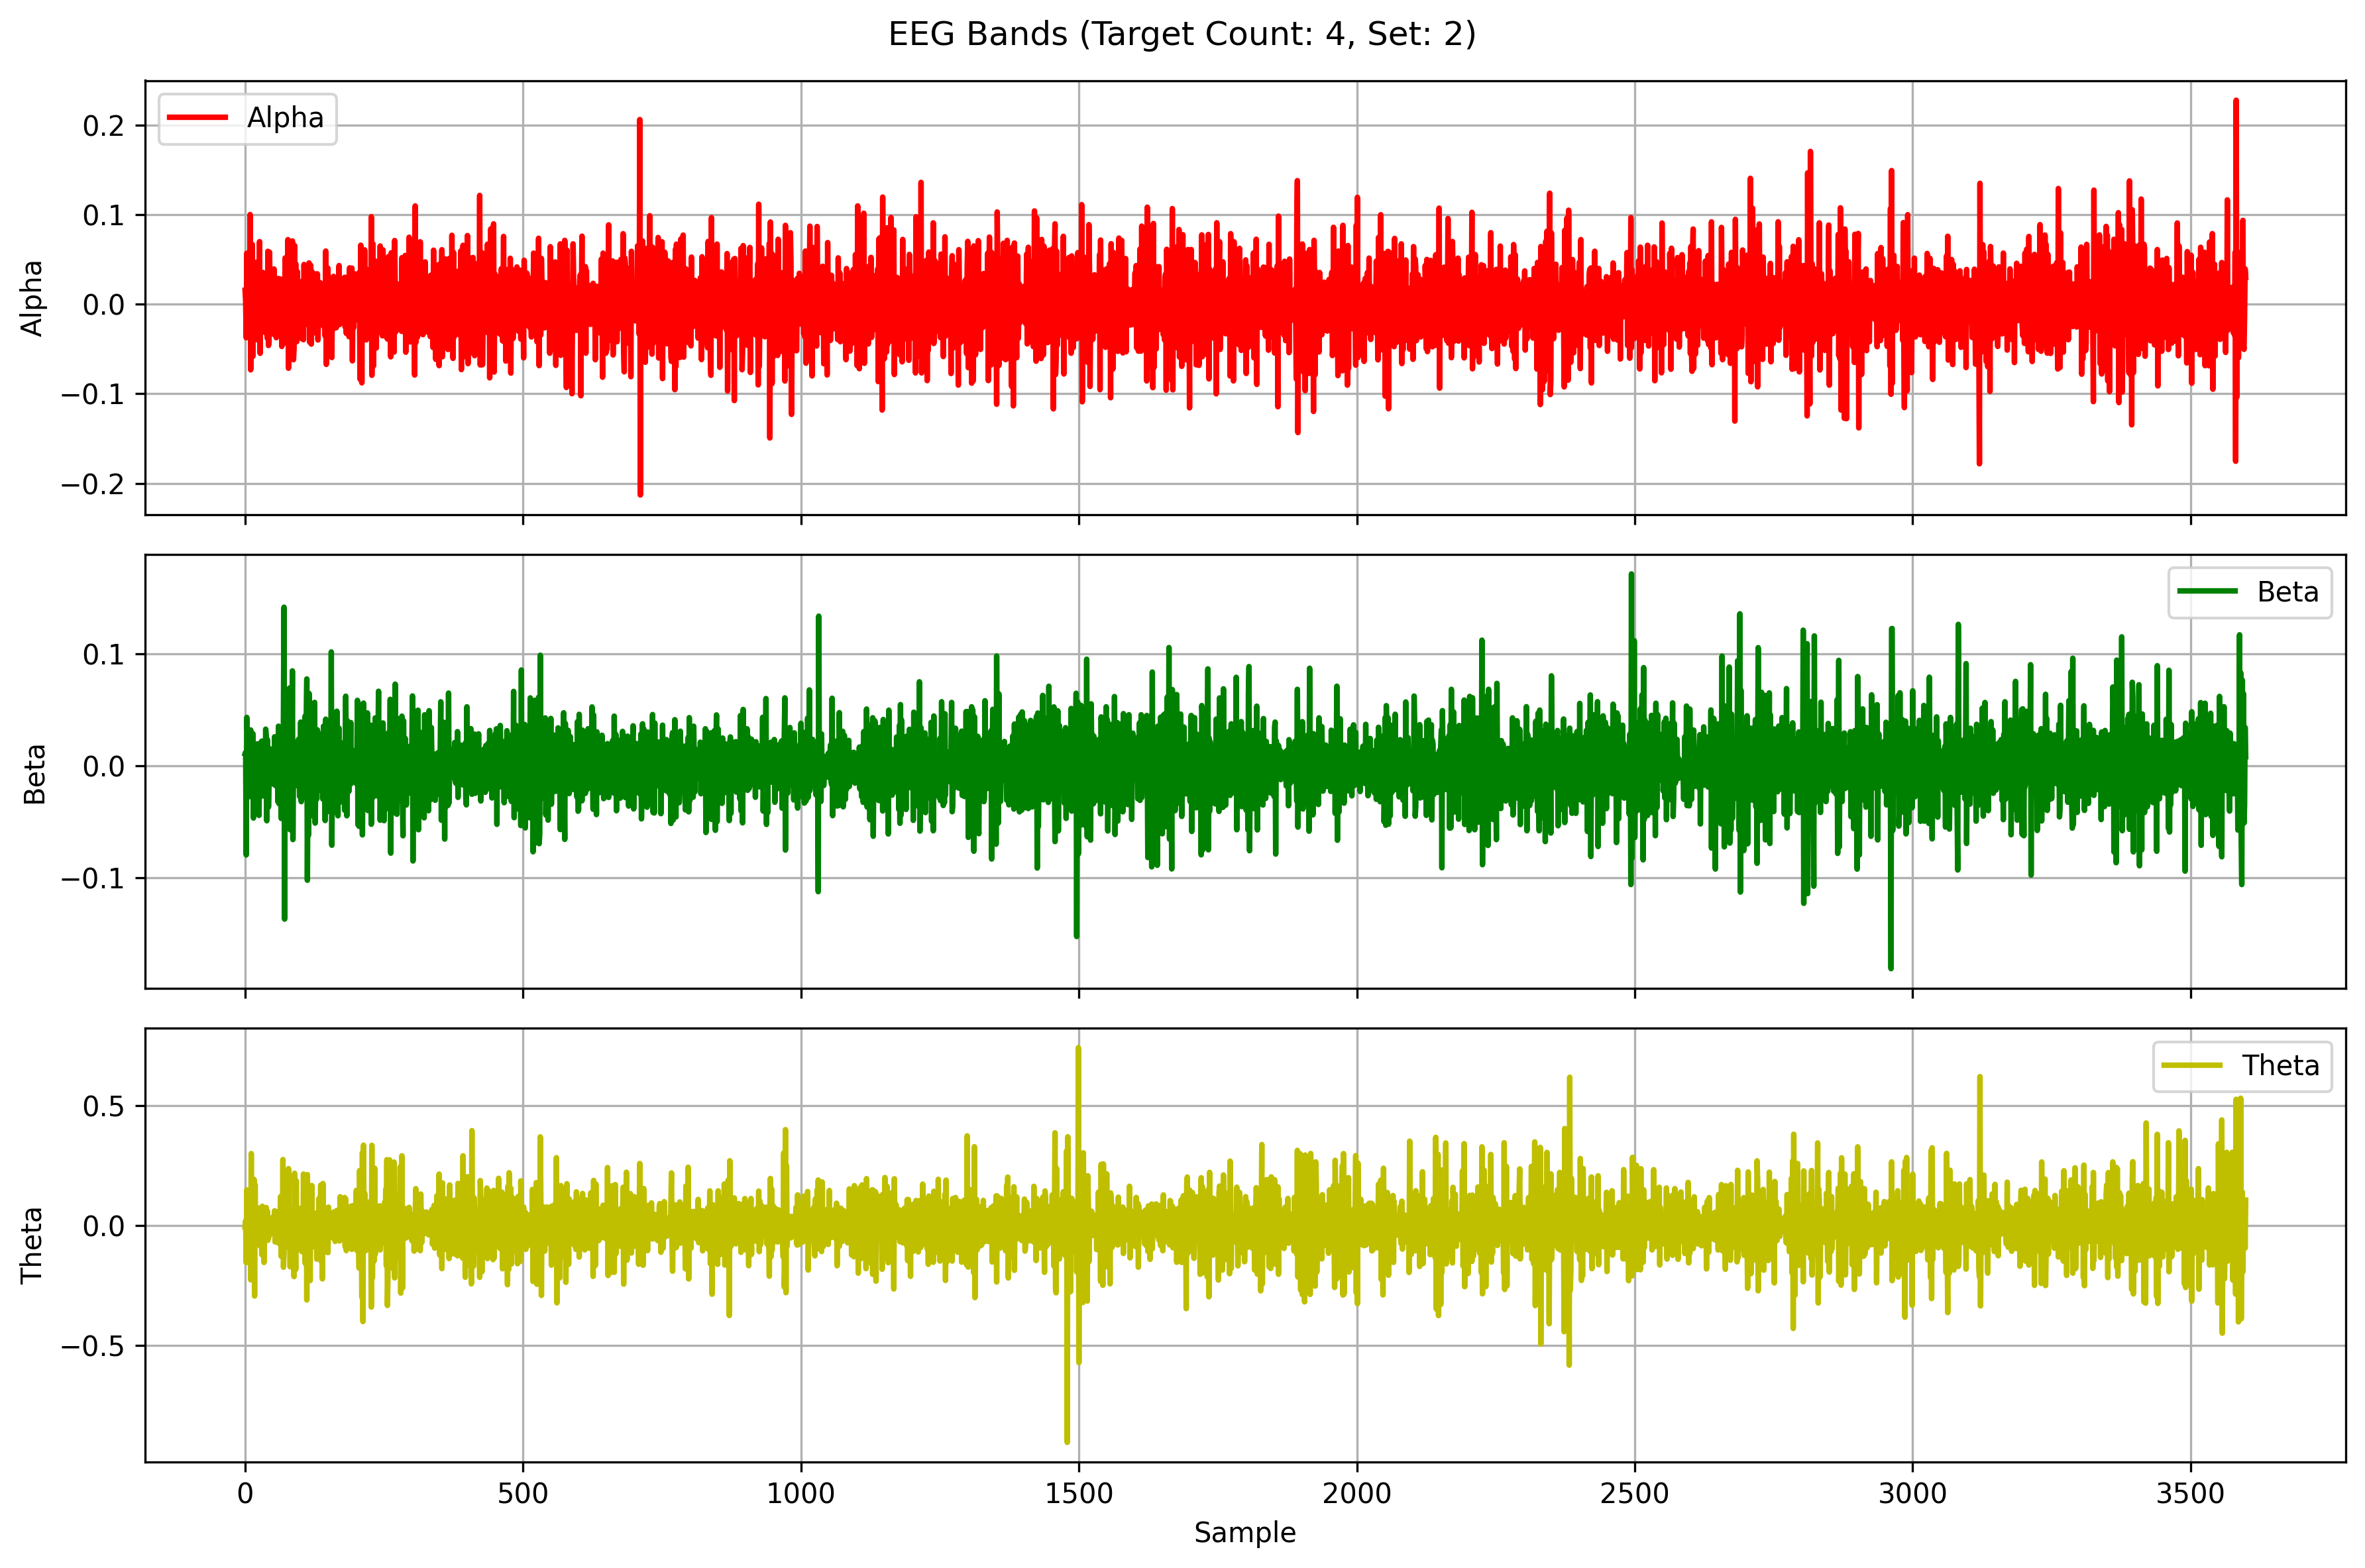 EEG Bands (Target Count: 4, Set: 2)
Alpha
0.2
0.1
0.0
−0.1
−0.2
Alpha
Beta
0.1
0.0
−0.1
Beta
Theta
0.5
0.0
−0.5
Theta
0 500 1000 1500 2000 2500 3000 3500
Sample